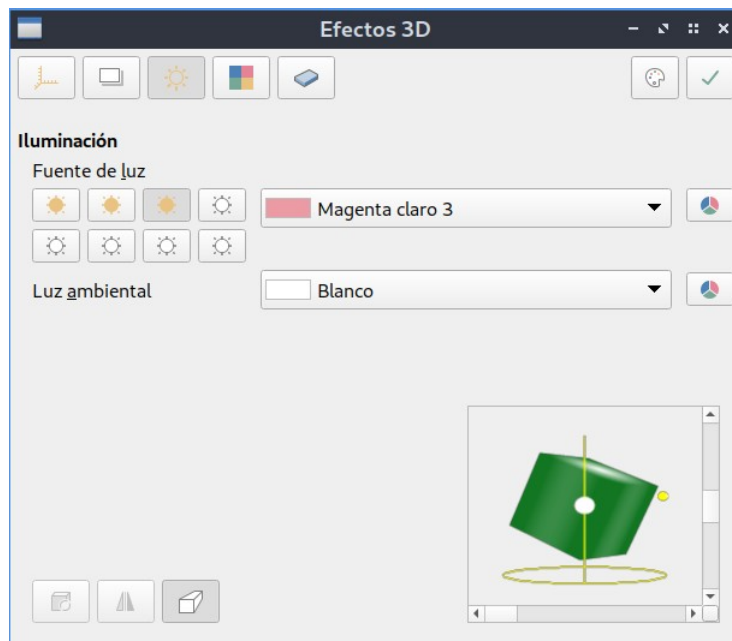 Efectos 3D
Iluminación
Fuente de luz
Magenta claro 3
Luz ambiental
Blanco